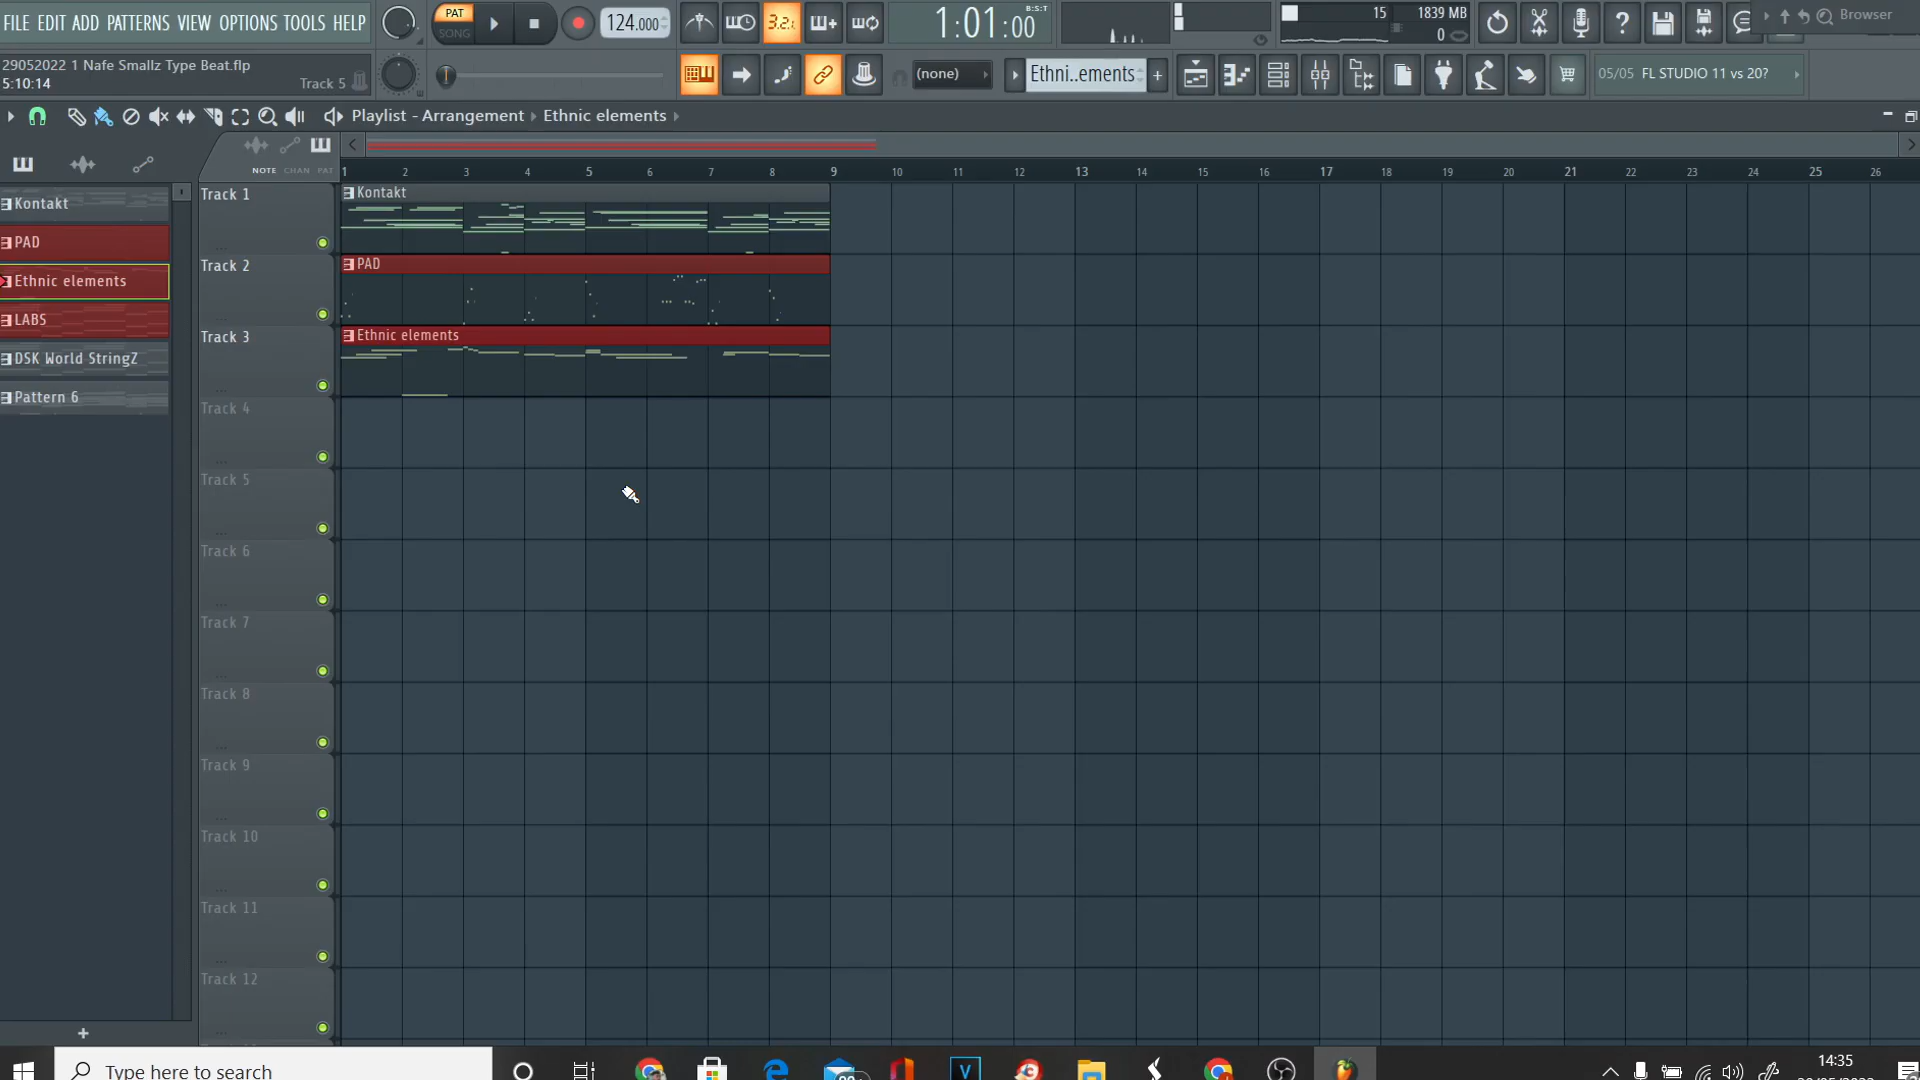 FILE EDIT ADD PATTERNS VIEW OPTIONS TOOLS HELP
PAT
SONG
124.000
3.2.
1:01:00
B:S:T
15
1839 MB
0
Browser
29052022 1 Nafe Smallz Type Beat.flp
5:10:14
Track 5
(none)
Ethni..ements
+
05/05 FL STUDIO 11 vs 20?
Playlist - Arrangement
Ethnic elements
NOTE CHAN PAT
1 2 3 4 5 6 7 8 9 10 11 12 13 14 15 16 17 18 19 20 21 22 23 24 25 26
Kontakt
PAD
Ethnic elements
LABS
DSK World StringZ
Pattern 6
+
Track 1
Kontakt
Track 2
PAD
Track 3
Ethnic elements
Track 4
Track 5
Track 6
Track 7
Track 8
Track 9
Track 10
Track 11
Track 12
Type here to search
14:35